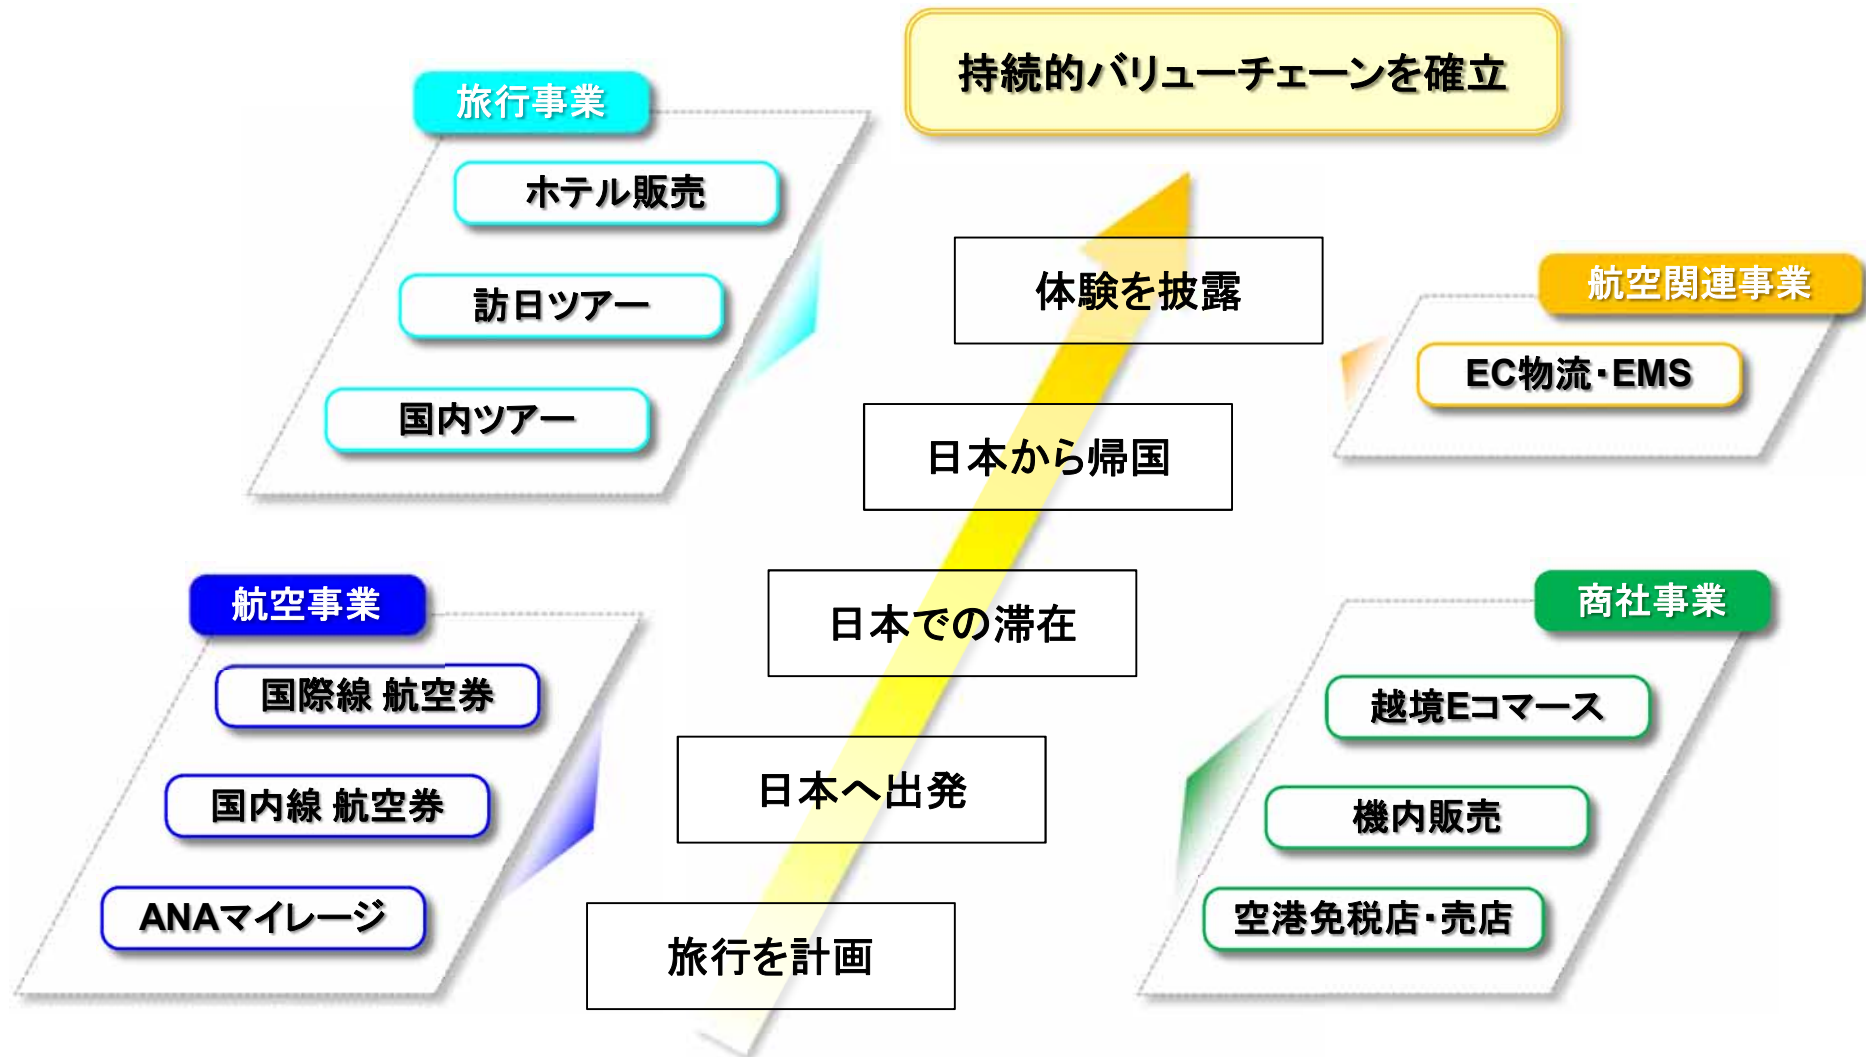 持続的バリューチェーンを確立
旅行事業
ホテル販売
訪日ツアー
国内ツアー
航空事業
国際線 航空券
国内線 航空券
ANAマイレージ
体験を披露
日本から帰国
日本での滞在
日本へ出発
旅行を計画
航空関連事業
EC物流・EMS
商社事業
越境Eコマース
機内販売
空港免税店・売店